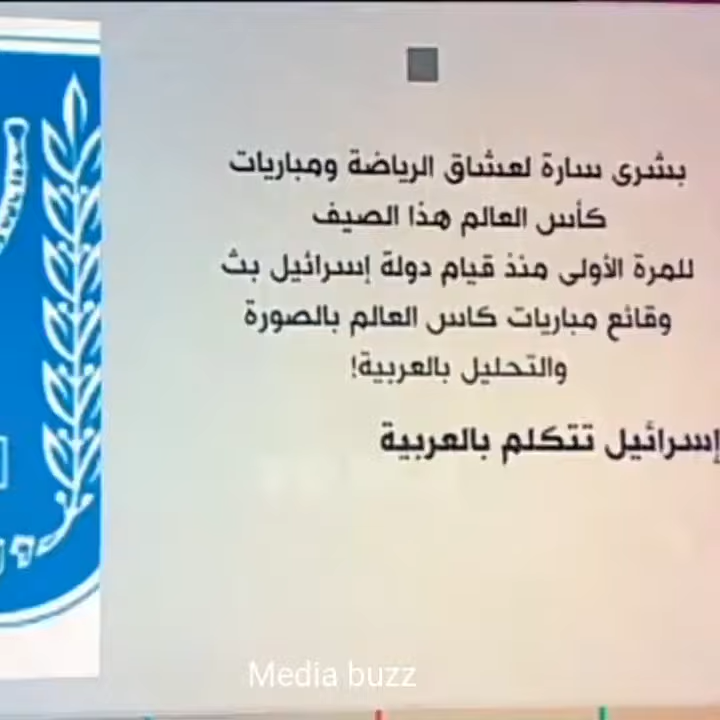 بشرى سارة لعشاق الرياضة ومباريات
كأس العالم هذا الصيف
للمرة الأولى منذ قيام دولة إسرائيل بث
وقائع مباريات كاس العالم بالصورة
والتحليل بالعربية!
إسرائيل تتكلم بالعربية
Media buzz